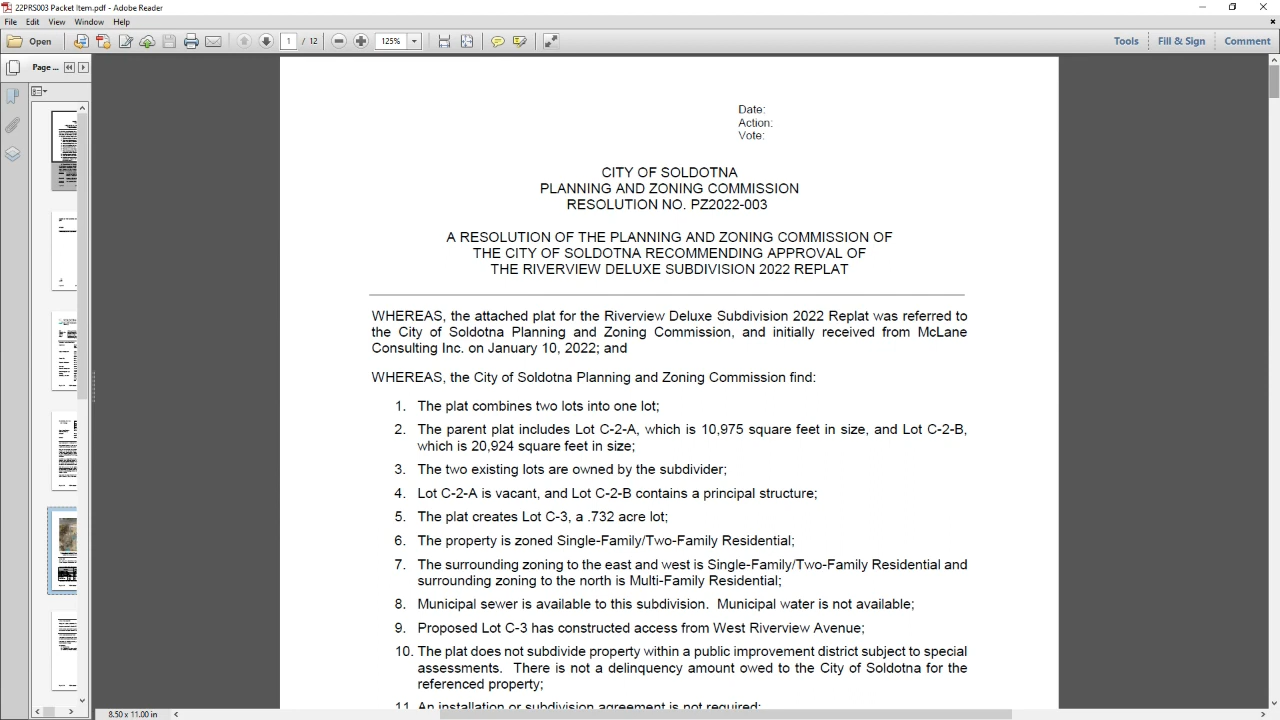 22PRS003 Packet Item.pdf - Adobe Reader
File Edit View Window Help
Open 1 / 12 125% Tools Fill & Sign Comment
Page ...
Date:
Action:
Vote:
CITY OF SOLDOTNA
PLANNING AND ZONING COMMISSION
RESOLUTION NO. PZ2022-003
A RESOLUTION OF THE PLANNING AND ZONING COMMISSION OF
THE CITY OF SOLDOTNA RECOMMENDING APPROVAL OF
THE RIVERVIEW DELUXE SUBDIVISION 2022 REPLAT
WHEREAS, the attached plat for the Riverview Deluxe Subdivision 2022 Replat was referred to
the City of Soldotna Planning and Zoning Commission, and initially received from McLane
Consulting Inc. on January 10, 2022; and
WHEREAS, the City of Soldotna Planning and Zoning Commission find:
1. The plat combines two lots into one lot;
2. The parent plat includes Lot C-2-A, which is 10,975 square feet in size, and Lot C-2-B,
which is 20,924 square feet in size;
3. The two existing lots are owned by the subdivider;
4. Lot C-2-A is vacant, and Lot C-2-B contains a principal structure;
5. The plat creates Lot C-3, a .732 acre lot;
6. The property is zoned Single-Family/Two-Family Residential;
7. The surrounding zoning to the east and west is Single-Family/Two-Family Residential and
surrounding zoning to the north is Multi-Family Residential;
8. Municipal sewer is available to this subdivision. Municipal water is not available;
9. Proposed Lot C-3 has constructed access from West Riverview Avenue;
10. The plat does not subdivide property within a public improvement district subject to special
assessments. There is not a delinquency amount owed to the City of Soldotna for the
referenced property;
11. An installation or subdivision agreement is not required;
8.50 x 11.00 in